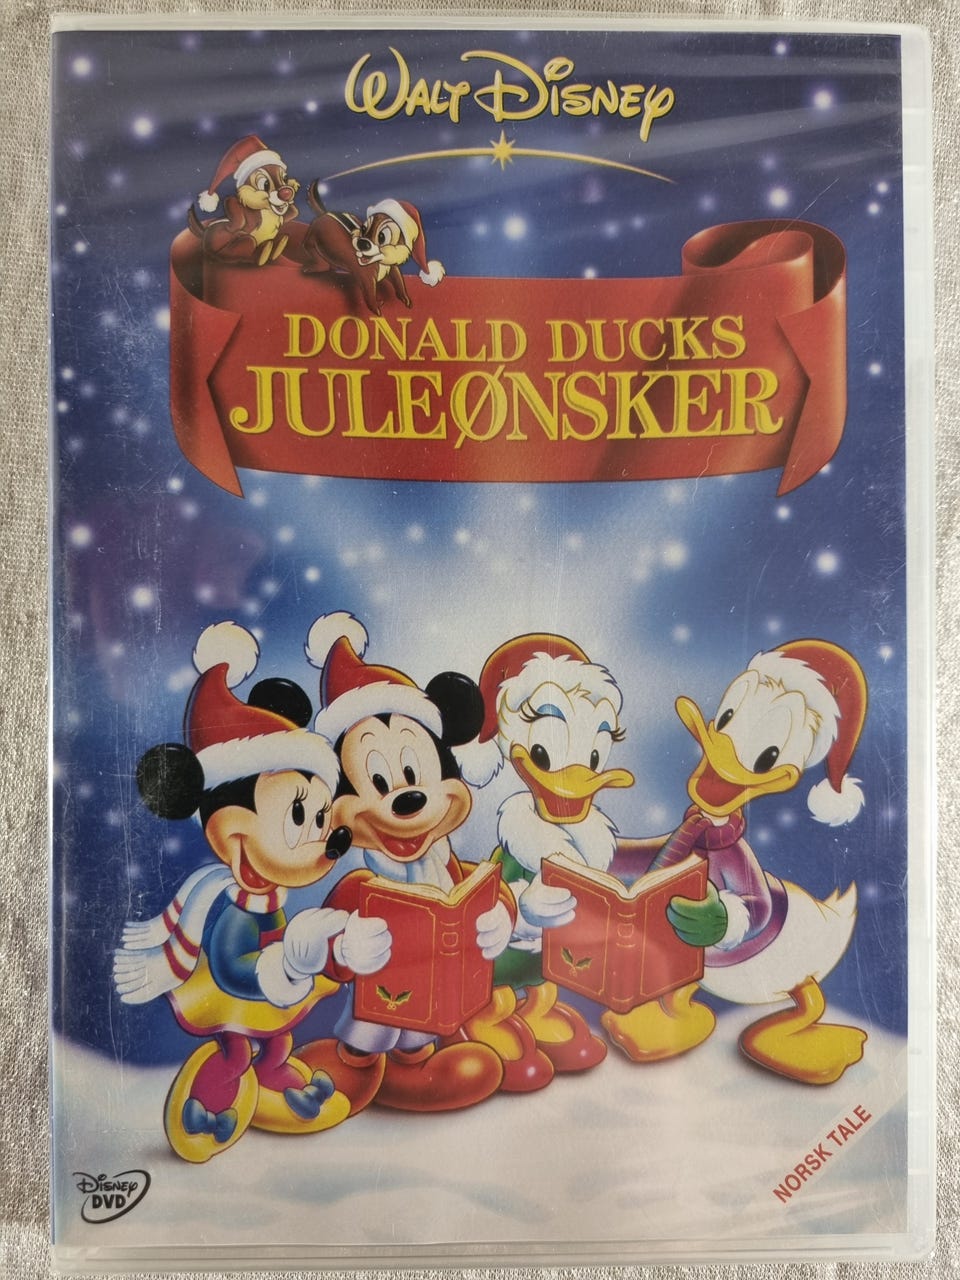 WALT DISNEY
DONALD DUCKS
JULEØNSKER
NORSK TALE
DISNEY
DVD